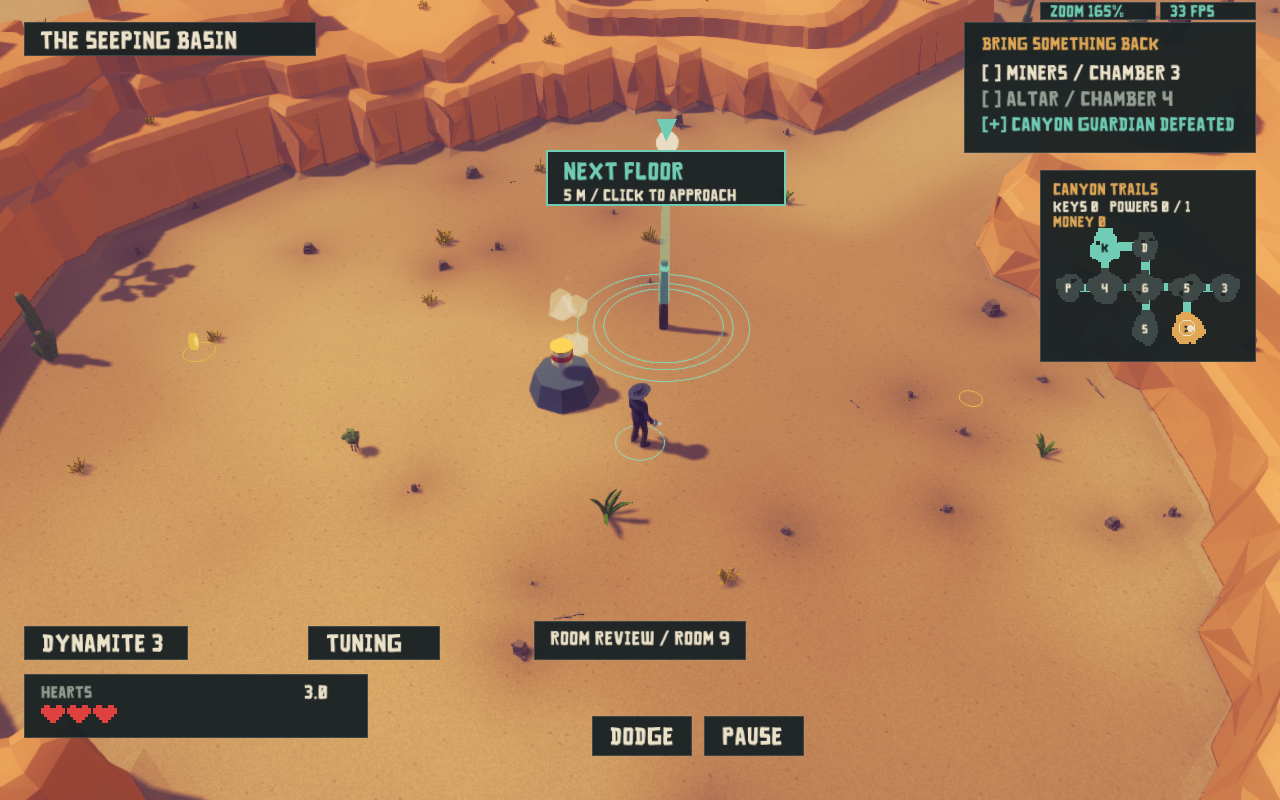 THE SEEPING BASIN
ZOOM 165%
33 FPS
BRING SOMETHING BACK
[ ] MINERS / CHAMBER 3
[ ] ALTAR / CHAMBER 4
[+] CANYON GUARDIAN DEFEATED
NEXT FLOOR
5 M / CLICK TO APPROACH
CANYON TRAILS
KEYS 0 POWERS 0 / 1
MONEY 0
K D
P 4 6 5 3
S
DYNAMITE 3
TUNING
ROOM REVIEW / ROOM 9
HEARTS 3.0
DODGE
PAUSE